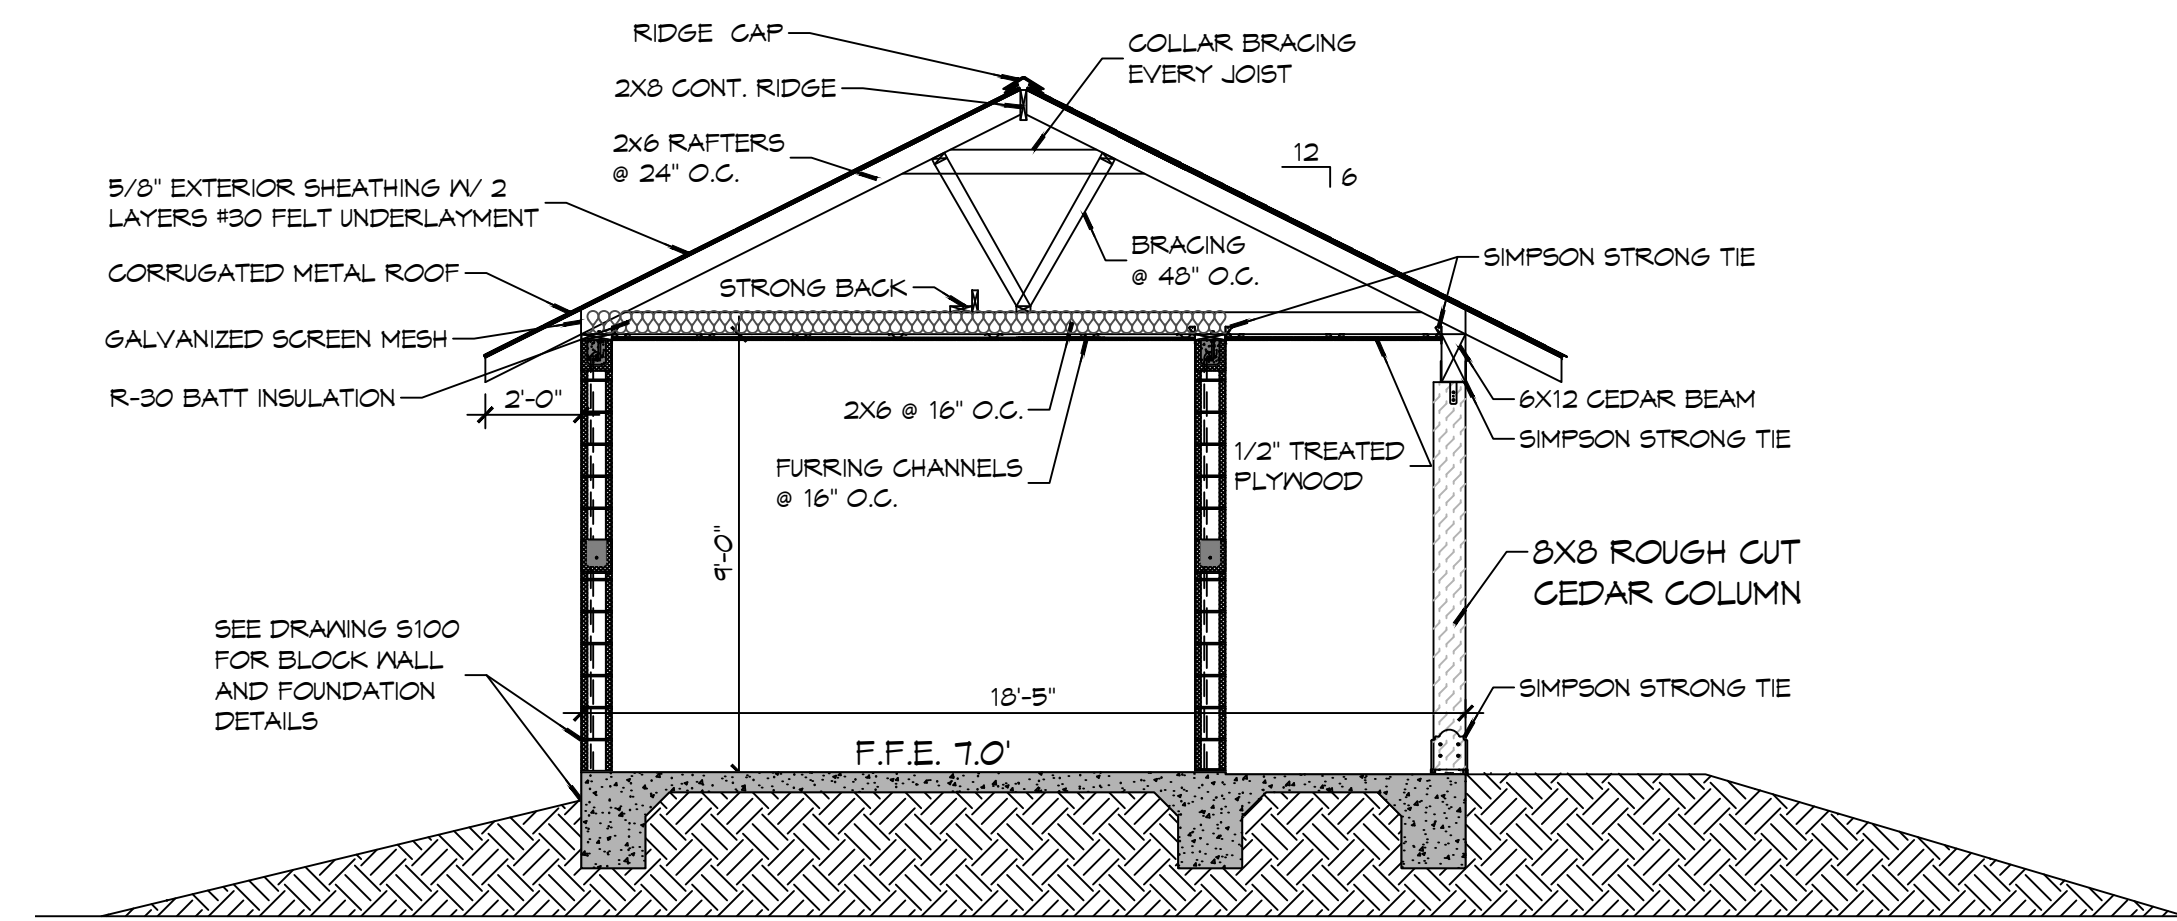 RIDGE CAP
2X8 CONT. RIDGE
2x6 RAFTERS
@ 24" O.C.
5/8" EXTERIOR SHEATHING W/ 2
LAYERS #30 FELT UNDERLAYMENT
CORRUGATED METAL ROOF
GALVANIZED SCREEN MESH
R-30 BATT INSULATION
2'-0"
COLLAR BRACING
EVERY JOIST
12
6
BRACING
@ 48" O.C.
STRONG BACK
SIMPSON STRONG TIE
2X6 @ 16" O.C.
FURRING CHANNELS
@ 16" O.C.
1/2" TREATED
PLYWOOD
6X12 CEDAR BEAM
SIMPSON STRONG TIE
9'-0"
8X8 ROUGH CUT
CEDAR COLUMN
SEE DRAWING S100
FOR BLOCK WALL
AND FOUNDATION
DETAILS
18'-5"
SIMPSON STRONG TIE
F.F.E. 7.0'